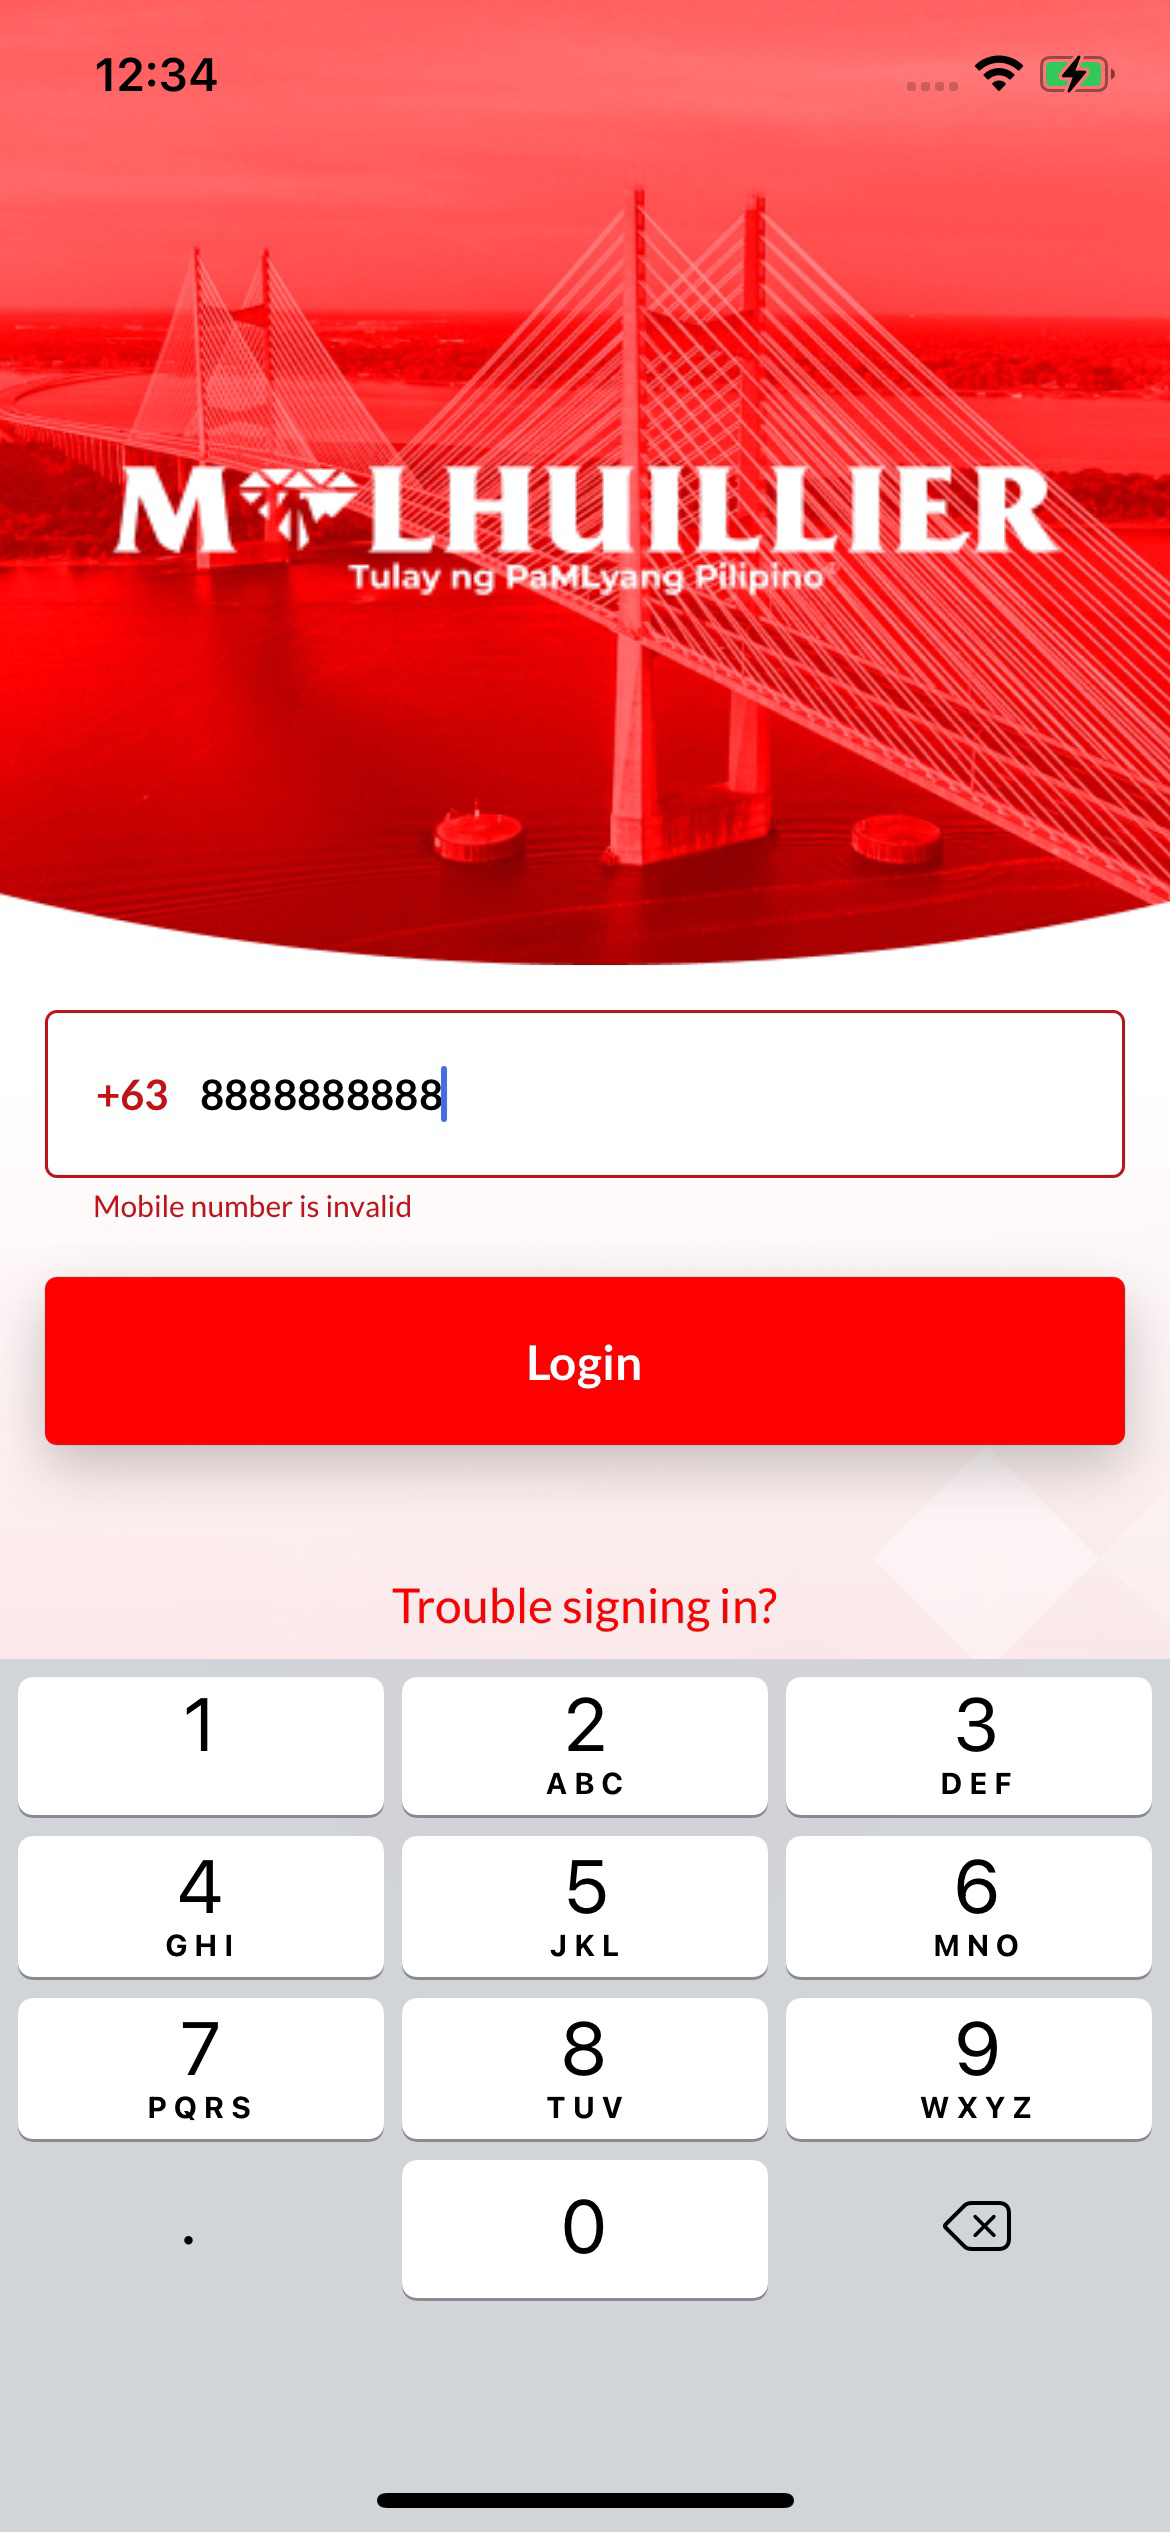 12:34
M LHUILLIER
Tulay ng PaMLyang Pilipino
+63 8888888888
Mobile number is invalid
Login
Trouble signing in?
1 2 3
ABC DEF
4 5 6
GHI JKL MNO
7 8 9
PQRS TUV WXYZ
. 0